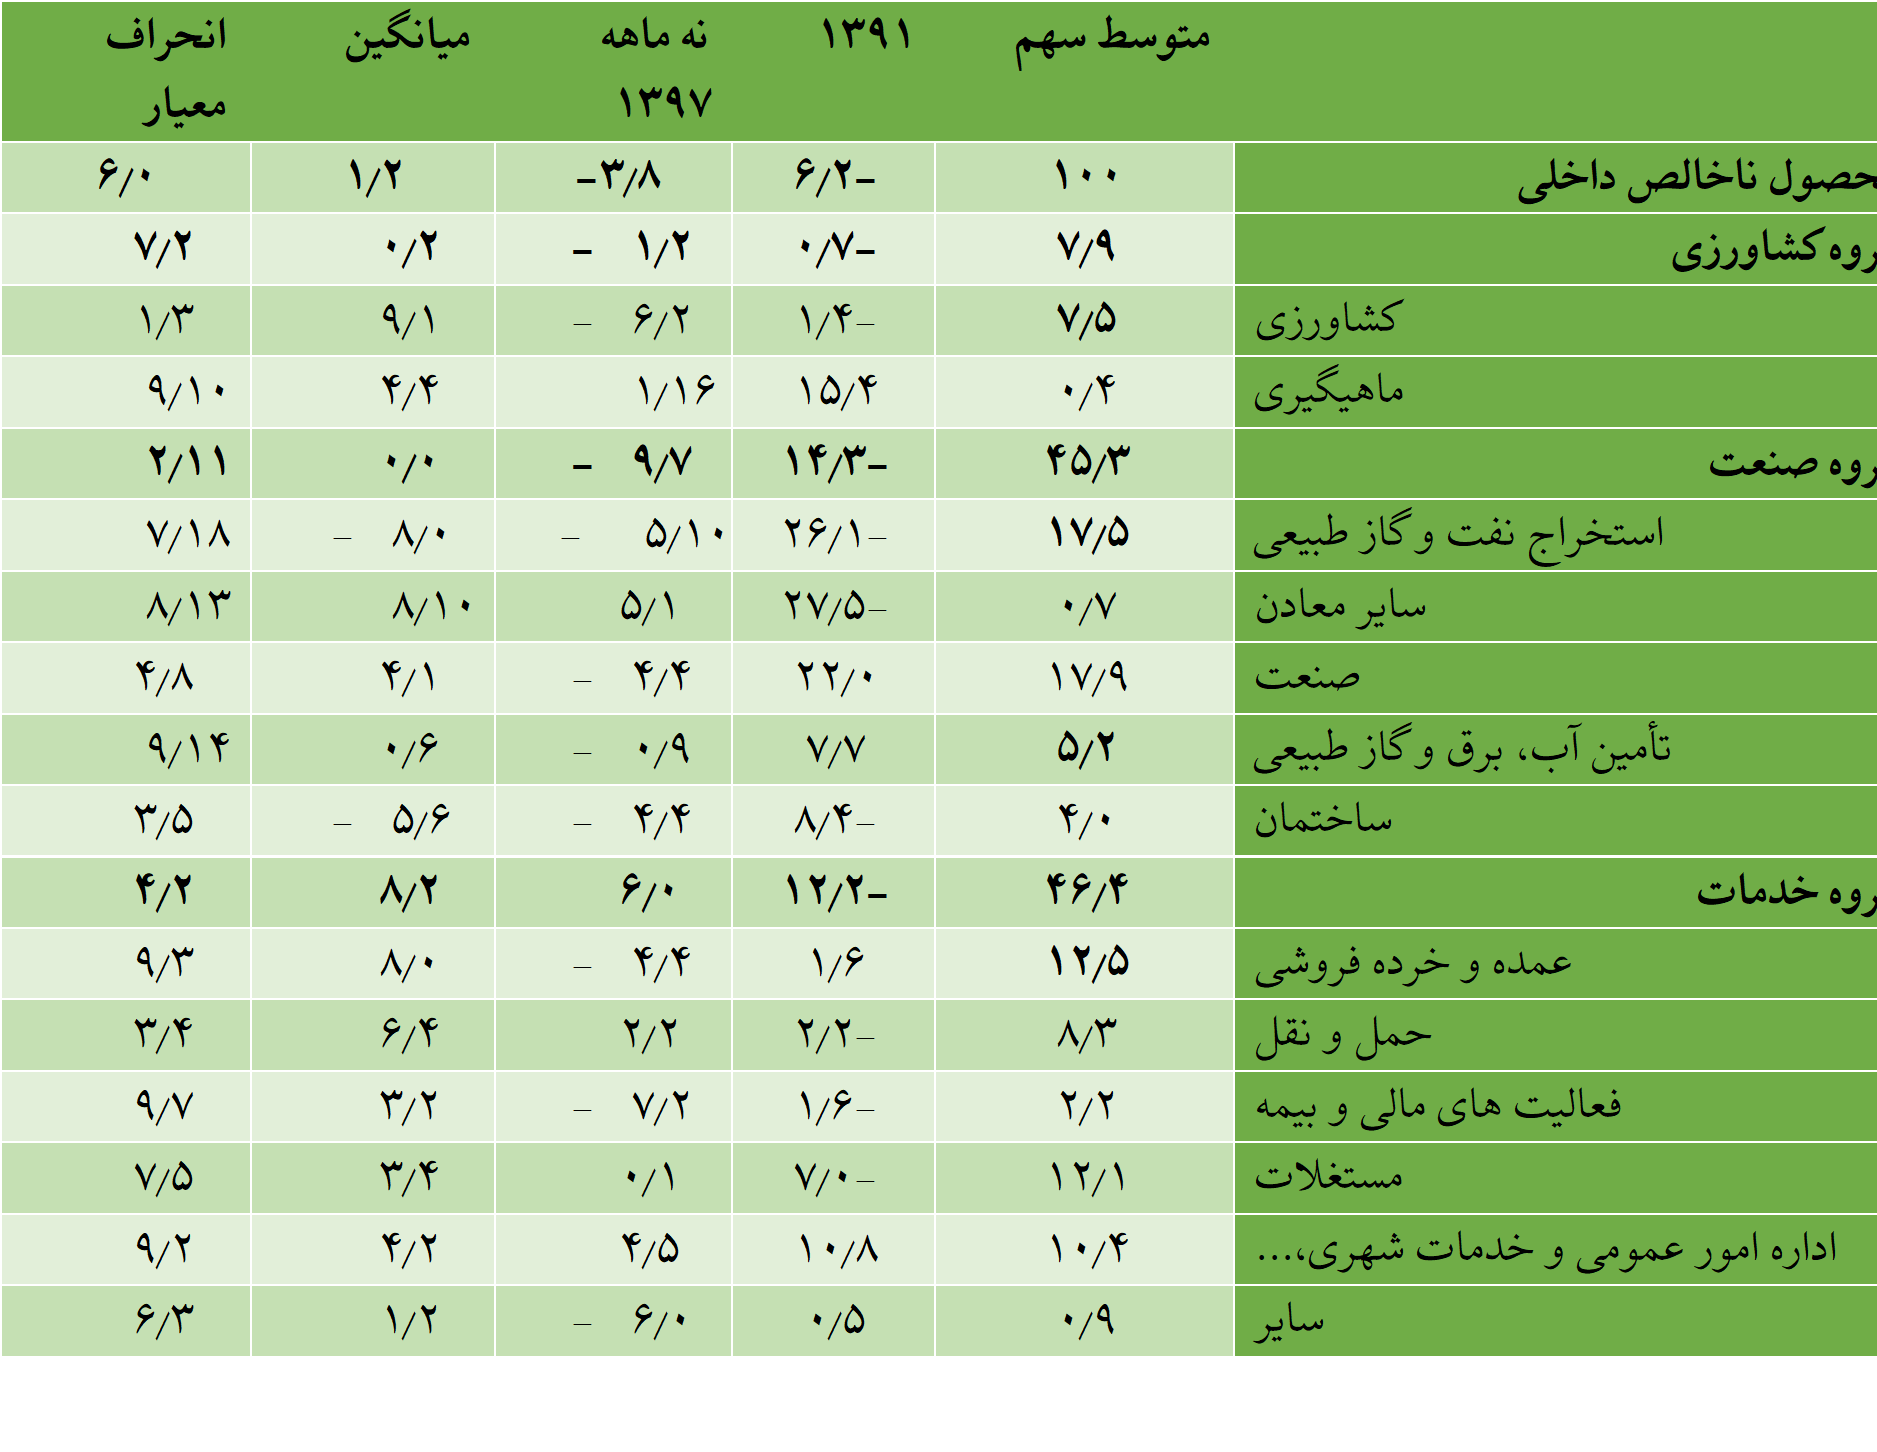 متوسط سهم ۱۳۹۱ نه ماهه ۱۳۹۷ میانگین انحراف معیار
حصول ناخالص داخلی ۱۰۰ -۶/۲ -۳/۸ ۱/۲ ۶/۰
روه کشاورزی ۷/۹ -۰/۷ ۱/۲ - ۰/۲ ۷/۲
کشاورزی ۷/۵ -۱/۴ ۶/۲ - ۹/۱ ۱/۳
ماهیگیری ۰/۴ ۱۵/۴ ۱/۱۶ ۴/۴ ۹/۱۰
روه صنعت ۴۵/۳ -۱۴/۳ ۹/۷ - ۰/۰ ۲/۱۱
استخراج نفت و گاز طبیعی ۱۷/۵ -۲۶/۱ ۵/۱۰ - ۸/۰ - ۷/۱۸
سایر معادن ۰/۷ -۲۷/۵ ۵/۱ ۸/۱۰ ۸/۱۳
صنعت ۱۷/۹ ۲۲/۰ ۴/۴ - ۴/۱ ۴/۸
تأمین آب، برق و گاز طبیعی ۵/۲ ۷/۷ ۰/۹ - ۰/۶ ۹/۱۴
ساختمان ۴/۰ -۸/۴ ۴/۴ - ۵/۶ - ۳/۵
روه خدمات ۴۶/۴ -۱۲/۲ ۶/۰ ۸/۲ ۴/۲
عمده و خرده فروشی ۱۲/۵ ۱/۶ ۴/۴ - ۸/۰ ۹/۳
حمل و نقل ۸/۳ -۲/۲ ۲/۲ ۶/۴ ۳/۴
فعالیت های مالی و بیمه ۲/۲ -۱/۶ ۷/۲ - ۳/۲ ۹/۷
مستغلات ۱۲/۱ -۷/۰ ۰/۱ ۳/۴ ۷/۵
اداره امور عمومی و خدمات شهری،... ۱۰/۴ ۱۰/۸ ۴/۵ ۴/۲ ۹/۲
سایر ۰/۹ ۰/۵ ۶/۰ - ۱/۲ ۶/۳